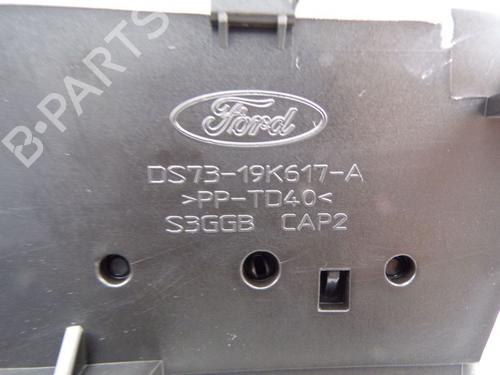 B-PARTS
Ford
DS73-19K617-A
>PP-TD40<
S3GGB CAP2